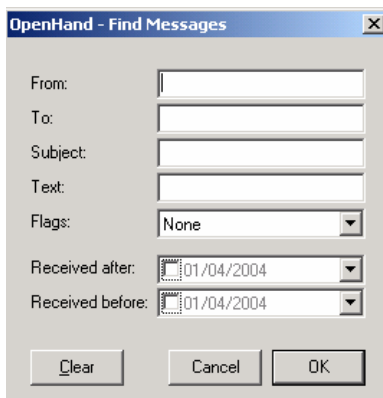 OpenHand - Find Messages
From:
To:
Subject:
Text:
Flags: None
Received after: 01/04/2004
Received before: 01/04/2004
Clear Cancel OK